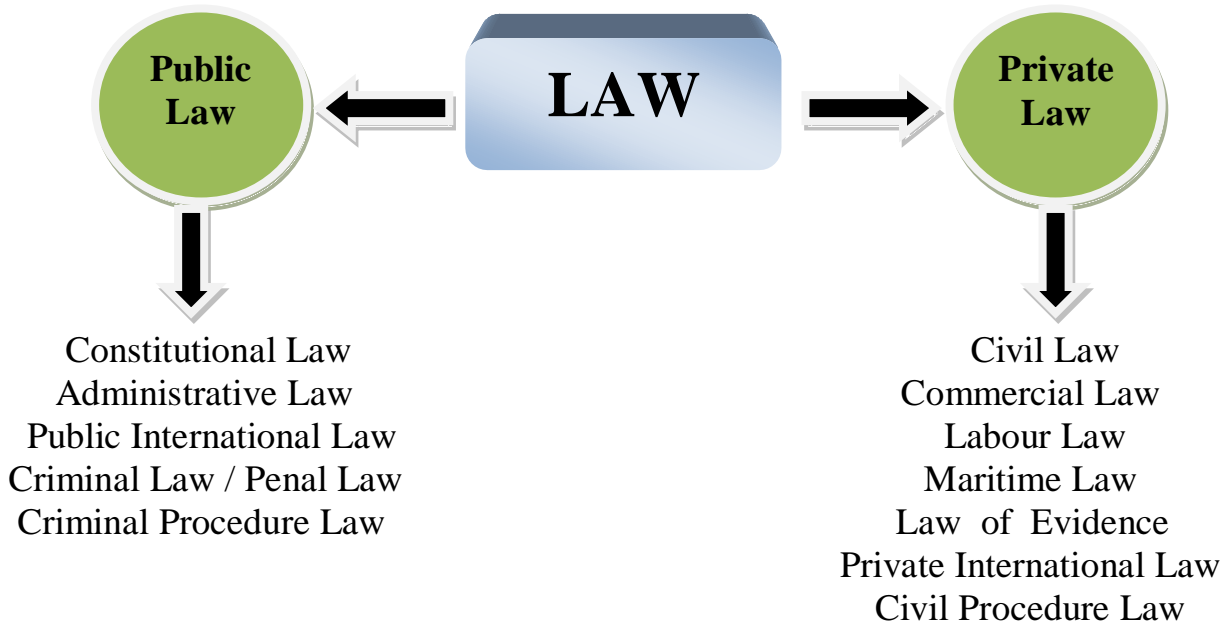 LAW
Public
Law
Private
Law
Constitutional Law
Administrative Law
Public International Law
Criminal Law / Penal Law
Criminal Procedure Law
Civil Law
Commercial Law
Labour Law
Maritime Law
Law of Evidence
Private International Law
Civil Procedure Law